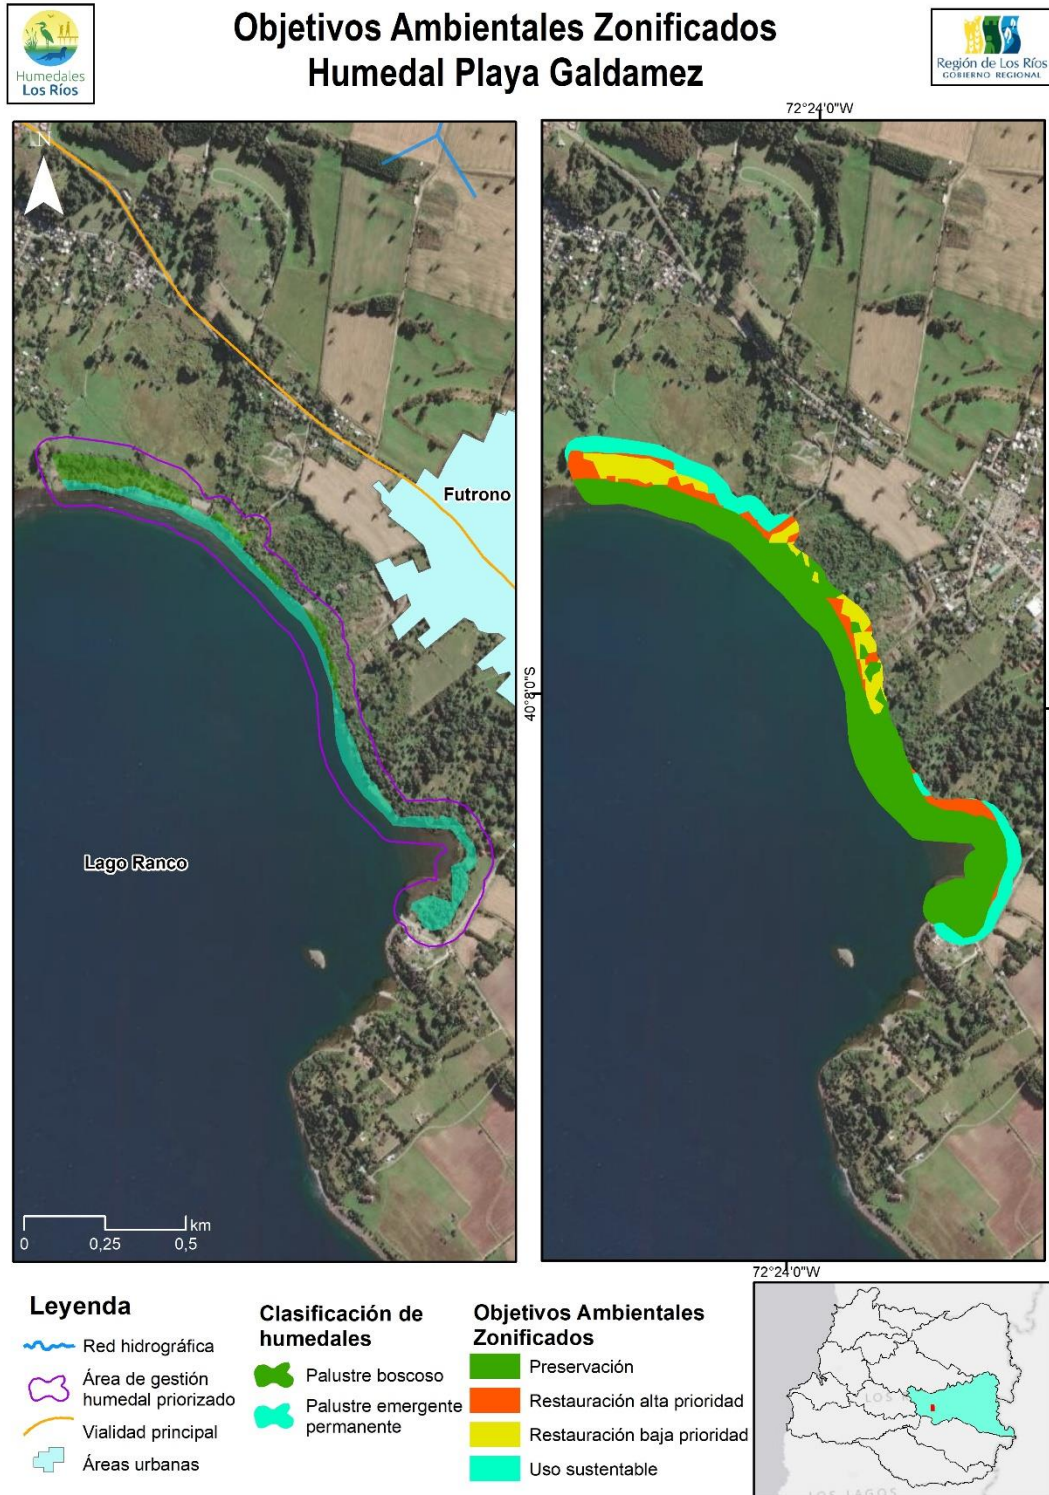 Objetivos Ambientales Zonificados
Humedal Playa Galdamez
Humedales
Los Ríos
Región de Los Ríos
GOBIERNO REGIONAL
72°24'0"W
N
Futrono
40°8'0"S
Lago Ranco
km
0
0,25
0,5
72°24'0"W
Leyenda
Red hidrográfica
Área de gestión
humedal priorizado
Vialidad principal
Áreas urbanas
Clasificación de
humedales
Palustre boscoso
Palustre emergente
permanente
Objetivos Ambientales
Zonificados
Preservación
Restauración alta prioridad
Restauración baja prioridad
Uso sustentable
LOS
LOS LAGOS